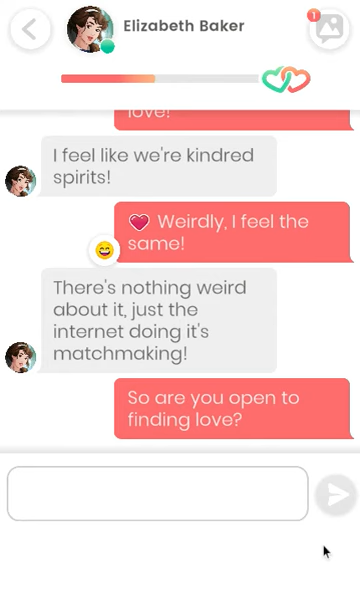 Elizabeth Baker
1
love!
I feel like we're kindred
spirits!
Weirdly, I feel the
same!
There's nothing weird
about it, just the
internet doing it's
matchmaking!
So are you open to
finding love?